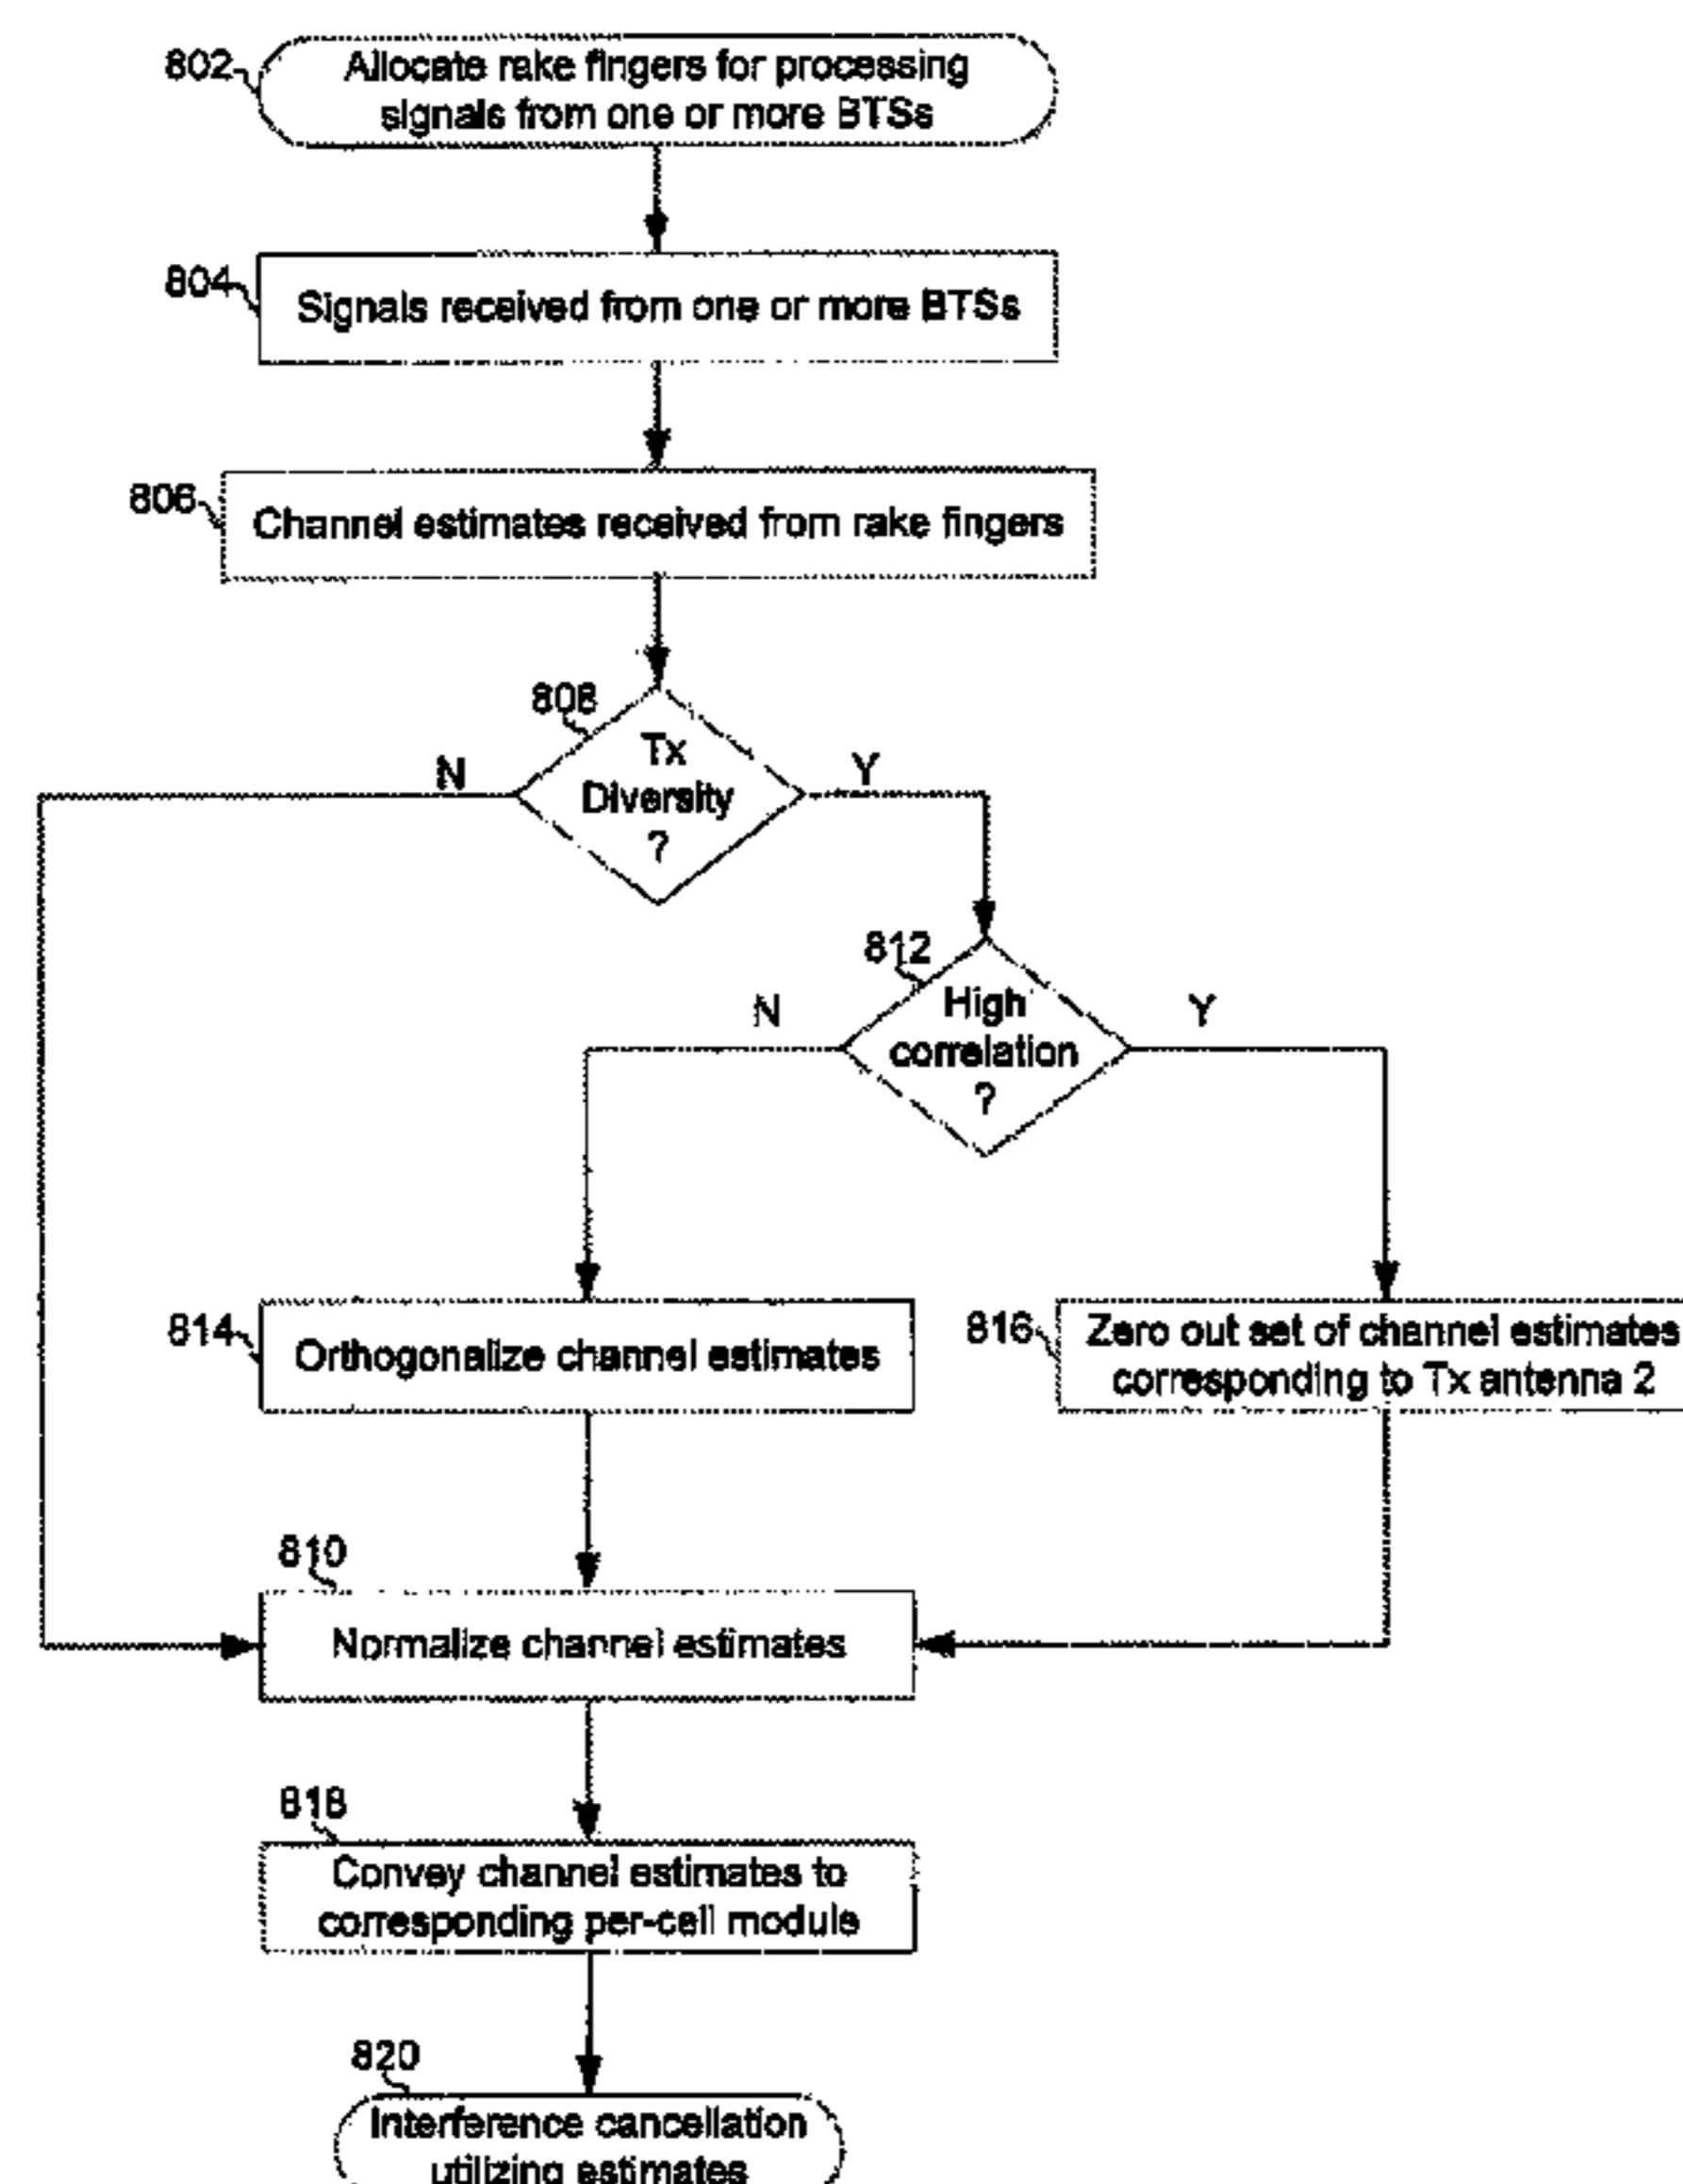 802
Allocate rake fingers for processing
signals from one or more BTSs
804
Signals received from one or more BTSs
806
Channel estimates received from rake fingers
808
Tx
Diversity
?
N
Y
812
High
correlation
?
N
Y
814
Orthogonalize channel estimates
816
Zero out set of channel estimates
corresponding to Tx antenna 2
810
Normalize channel estimates
818
Convey channel estimates to
corresponding per-cell module
820
Interference cancellation
utilizing estimates